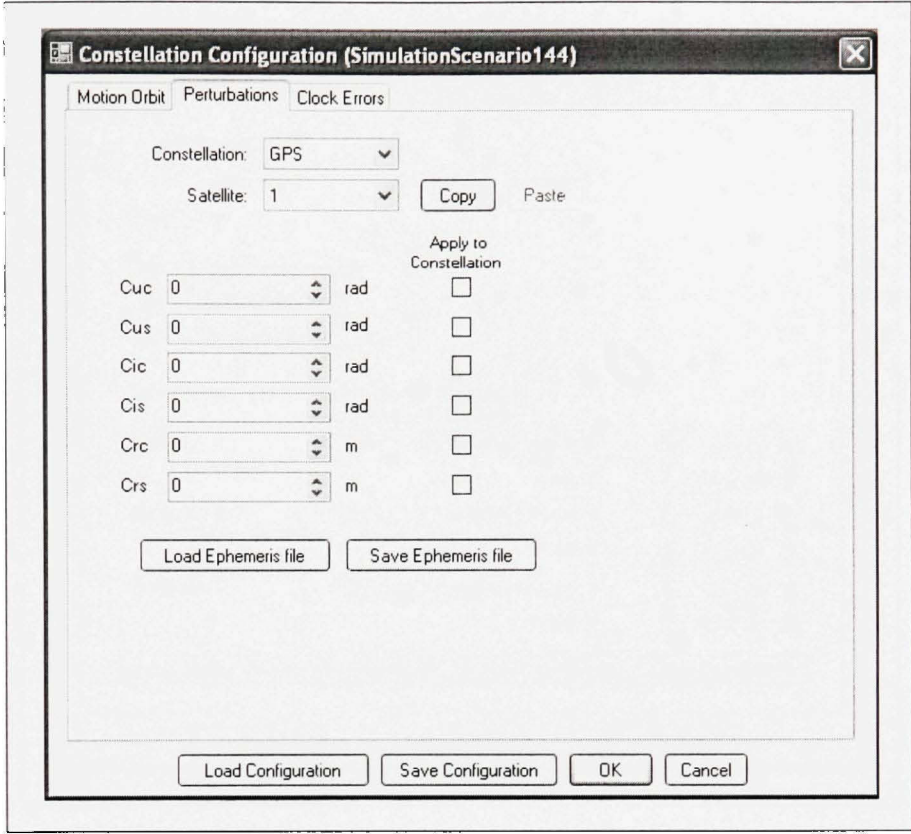 Constellation Configuration (SimulationScenario144)
Motion Orbit Perturbations Clock Errors
Constellation: GPS
Satellite: 1 Copy Paste
Apply to
Constellation
Cuc 0 rad
Cus 0 rad
Cic 0 rad
Cis 0 rad
Crc 0 m
Crs 0 m
Load Ephemeris file Save Ephemeris file
Load Configuration Save Configuration OK Cancel